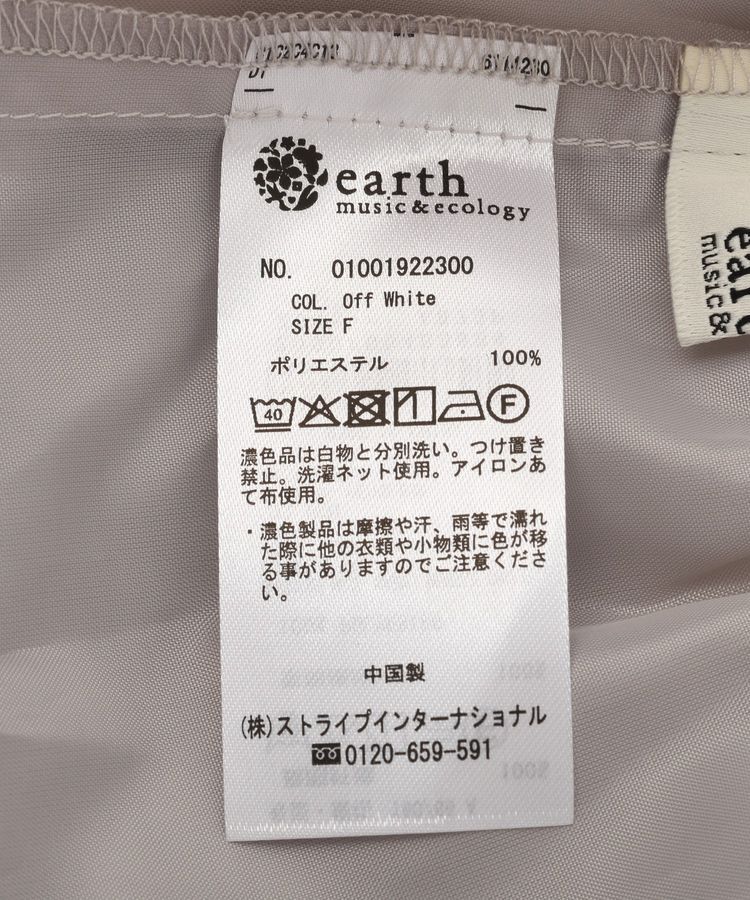 earth
music&ecology
NO. 01001922300
COL. Off White
SIZE F
ポリエステル 100%
40
F
濃色品は白物と分別洗い。つけ置き
禁止。洗濯ネット使用。アイロンあ
て布使用。
・濃色製品は摩擦や汗、雨等で濡れ
た際に他の衣類や小物類に色が移
る事がありますのでご注意くださ
い。
中国製
(株)ストライプインターナショナル
0120-659-591
music &